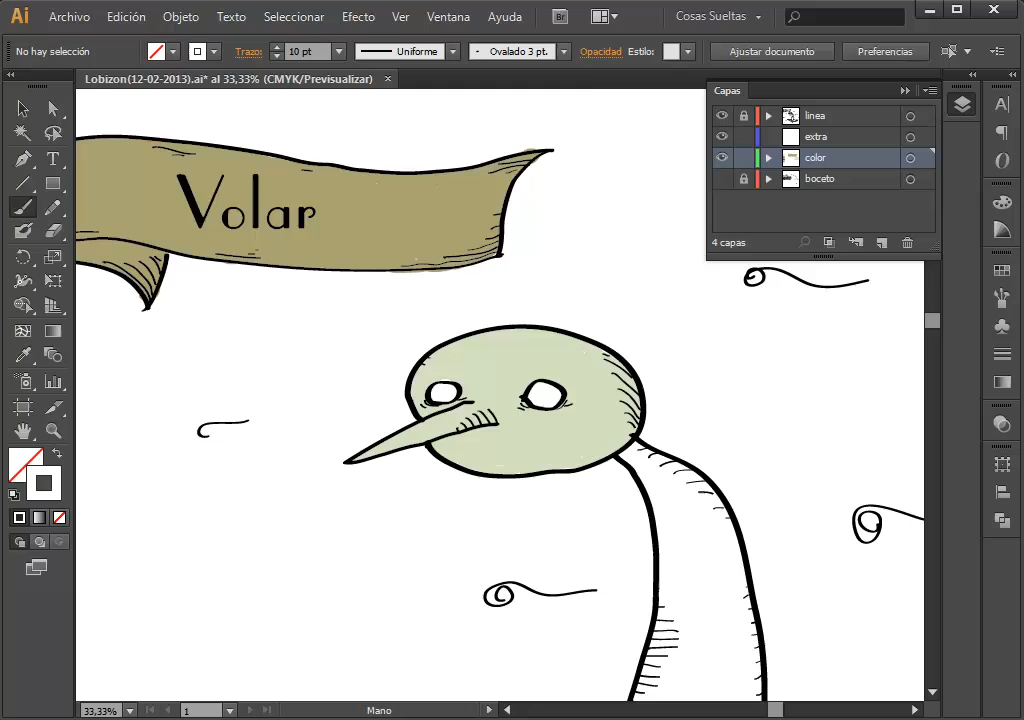 Ai Archivo Edición Objeto Texto Seleccionar Efecto Ver Ventana Ayuda Br Cosas Sueltas
No hay selección Trazo: 10 pt Uniforme Ovalado 3 pt. Opacidad Estilo: Ajustar documento Preferencias
Lobizon(12-02-2013).ai* al 33,33% (CMYK/Previsualizar)
Capas
linea
extra
color
boceto
4 capas
Volar
33,33% 1 Mano